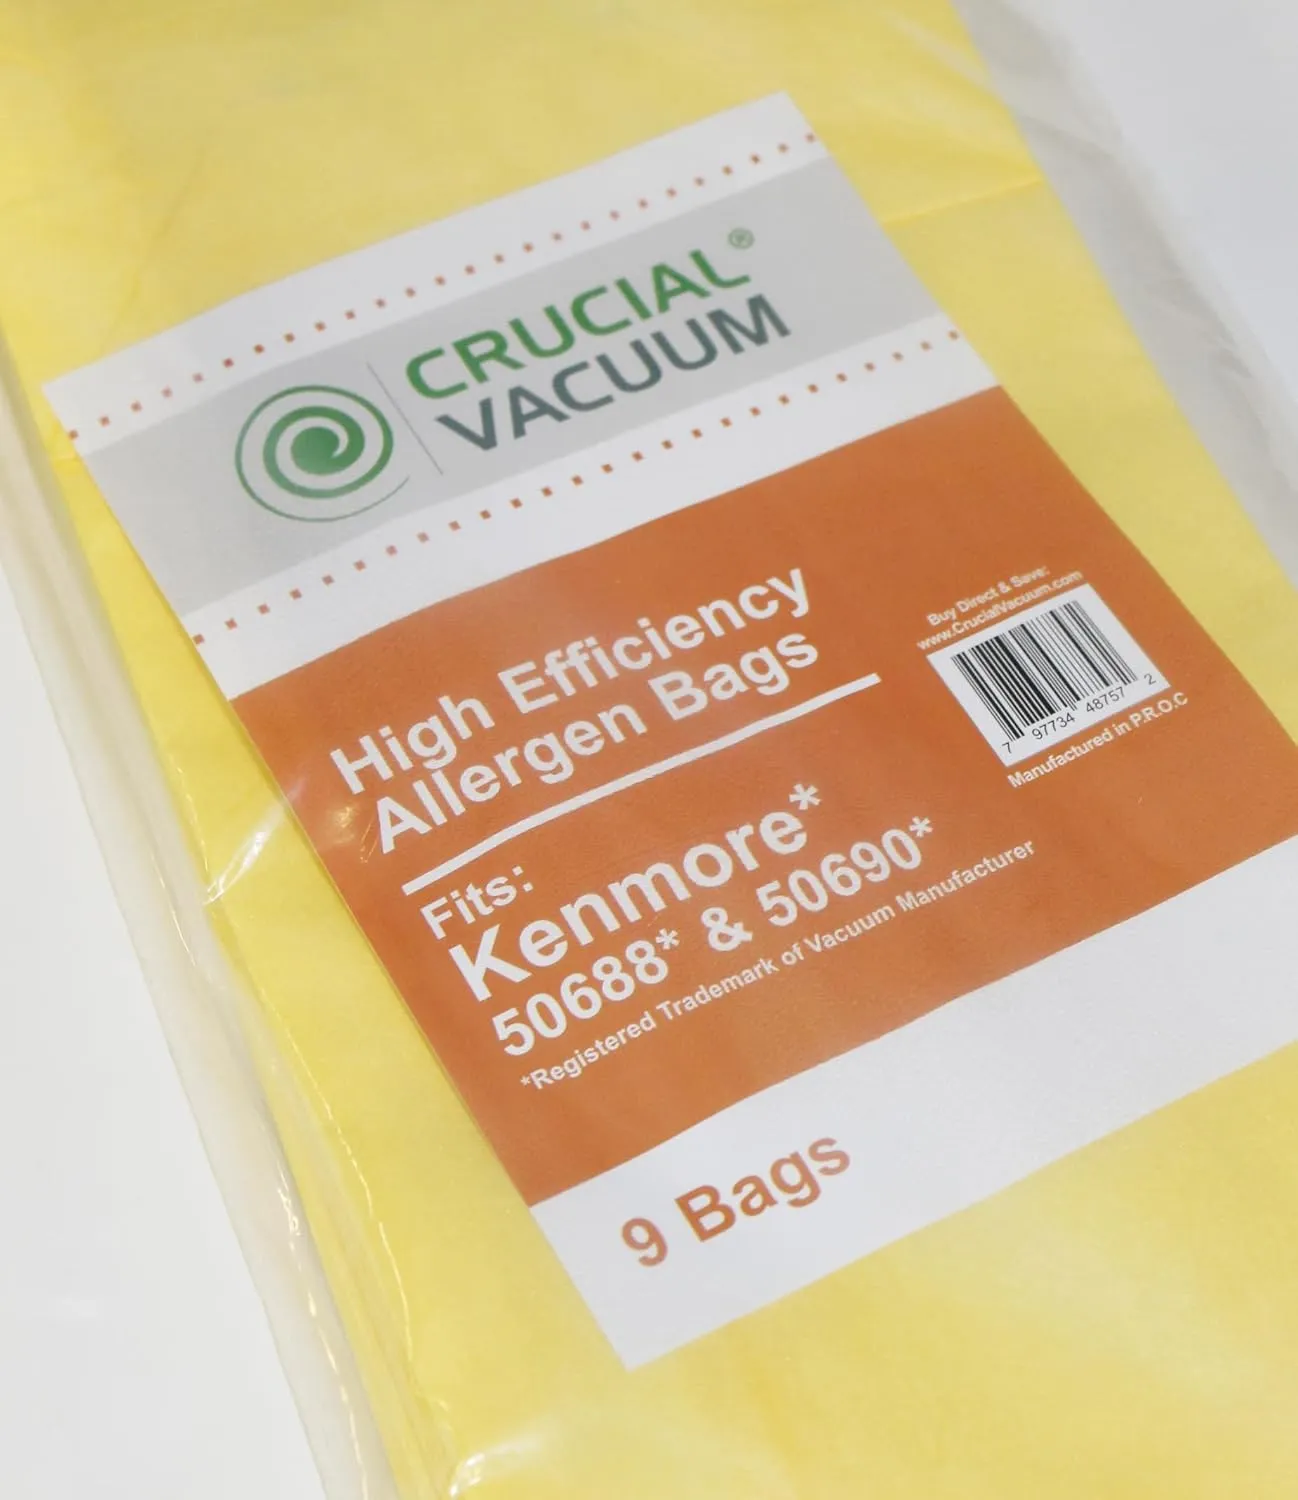 CRUCIAL®
VACUUM
High Efficiency
Allergen Bags
Buy Direct & Save:
www.CrucialVacuum.com
7 97734 48757 2
Manufactured in P.R.O.C
Fits:
Kenmore*
50688* & 50690*
*Registered Trademark of Vacuum Manufacturer
9 Bags